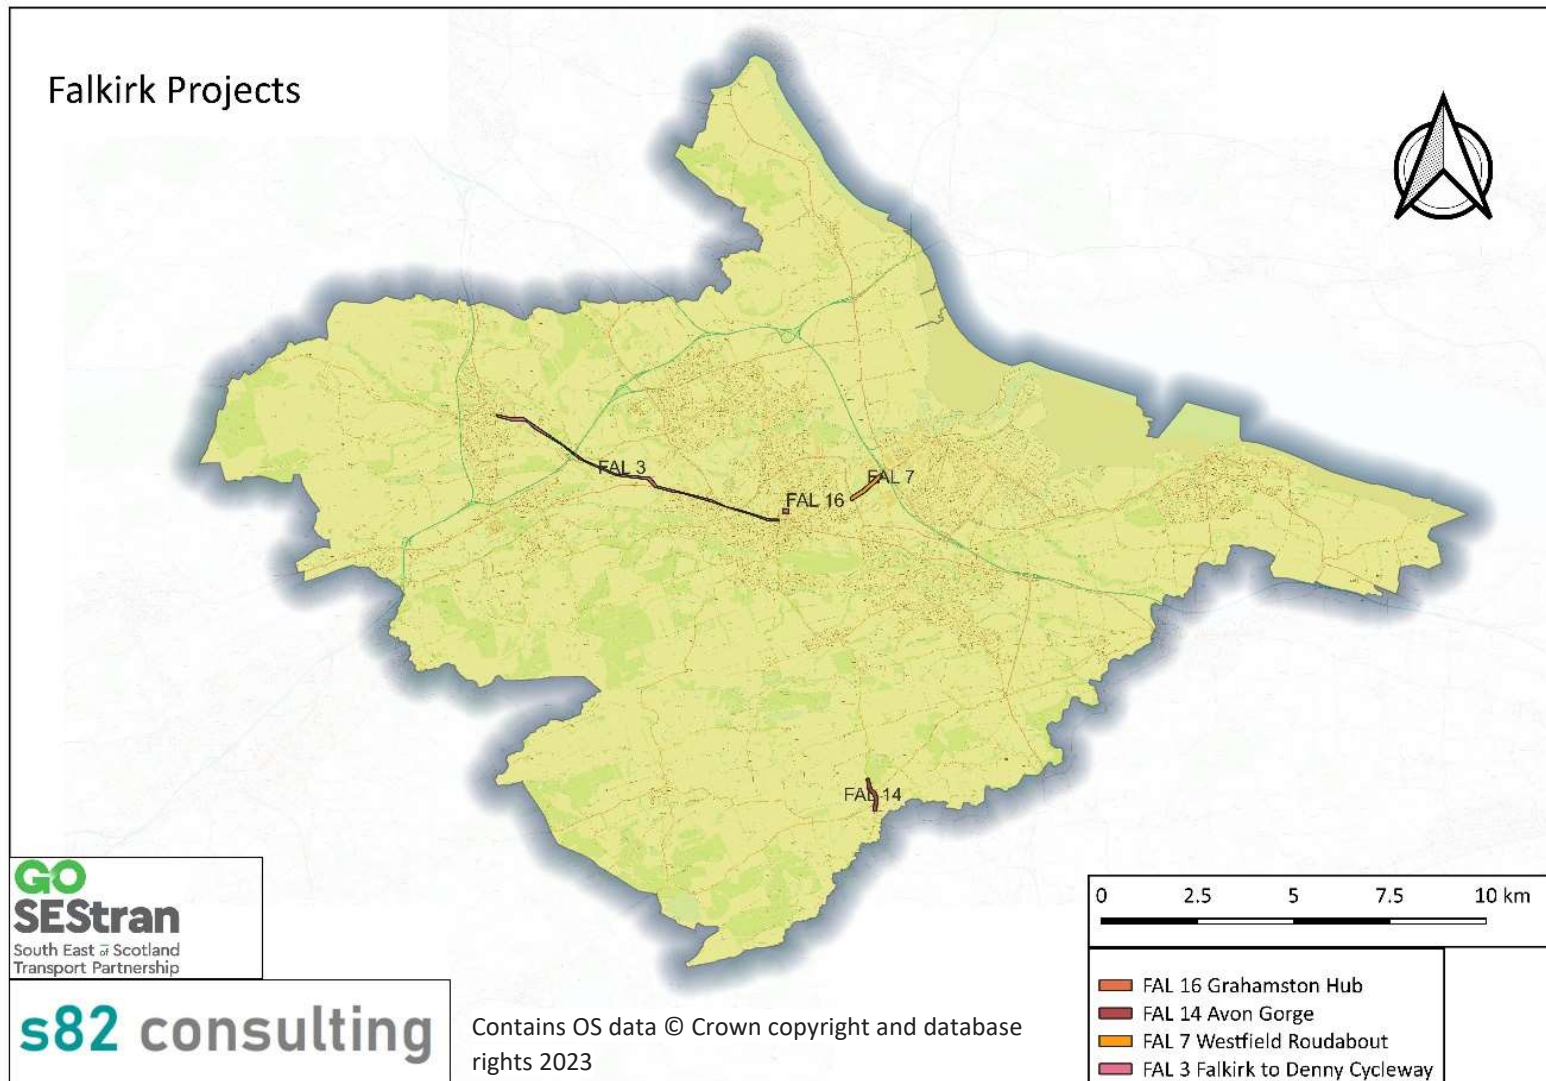 Falkirk Projects
FAL 3
FAL 7
FAL 16
FAL 14
GO
SEStran
South East of Scotland
Transport Partnership
s82 consulting
Contains OS data © Crown copyright and database
rights 2023
0 2.5 5 7.5 10 km
FAL 16 Grahamston Hub
FAL 14 Avon Gorge
FAL 7 Westfield Roundabout
FAL 3 Falkirk to Denny Cycleway